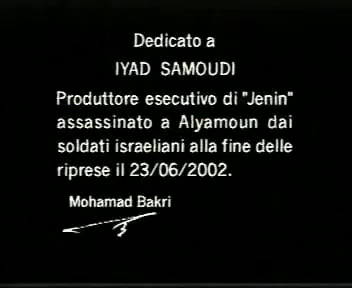 Dedicato a
IYAD SAMOUDI
Produttore esecutivo di "Jenin"
assassinato a Alyamoun dai
soldati israeliani alla fine delle
riprese il 23/06/2002.
Mohamad Bakri